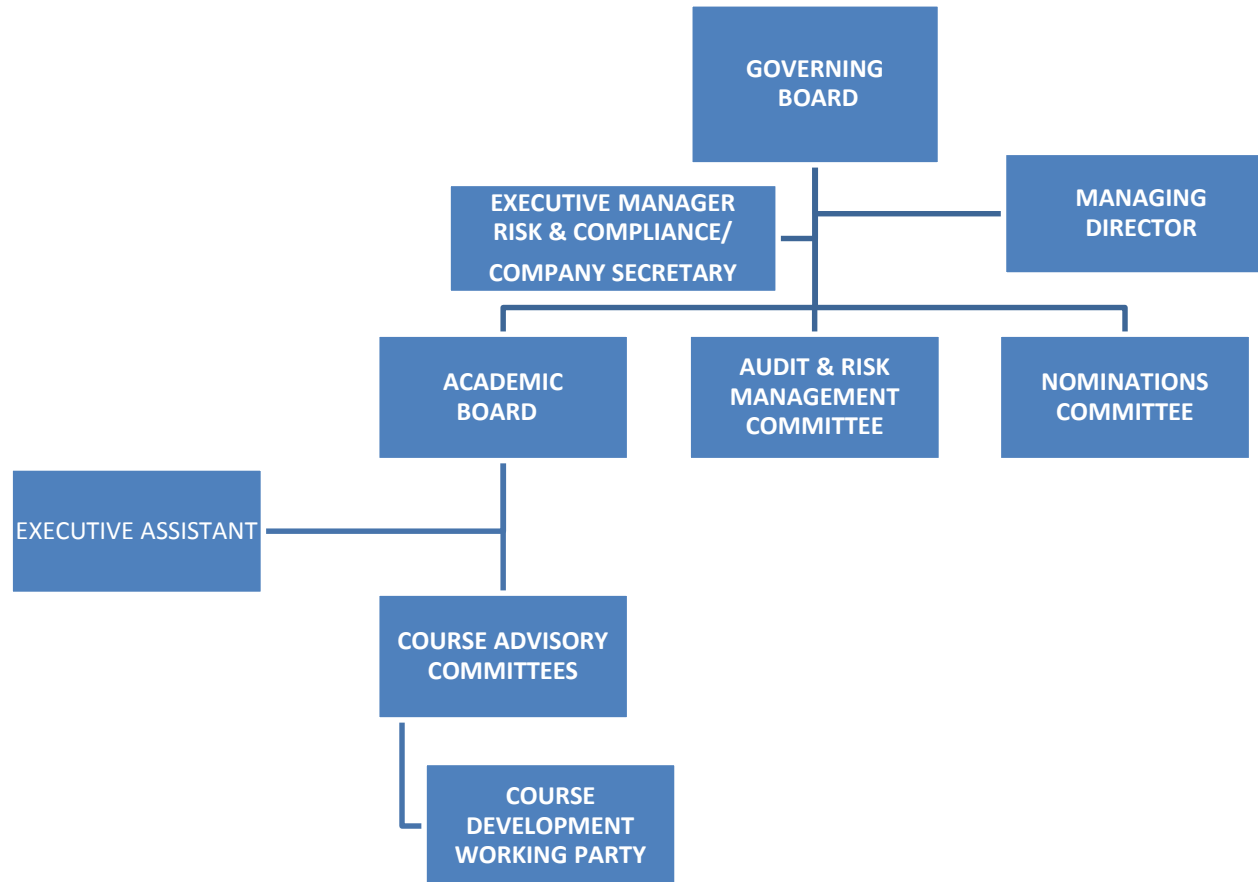 GOVERNING
BOARD
EXECUTIVE MANAGER
RISK & COMPLIANCE/
COMPANY SECRETARY
MANAGING
DIRECTOR
ACADEMIC
BOARD
AUDIT & RISK
MANAGEMENT
COMMITTEE
NOMINATIONS
COMMITTEE
EXECUTIVE ASSISTANT
COURSE ADVISORY
COMMITTEES
COURSE
DEVELOPMENT
WORKING PARTY